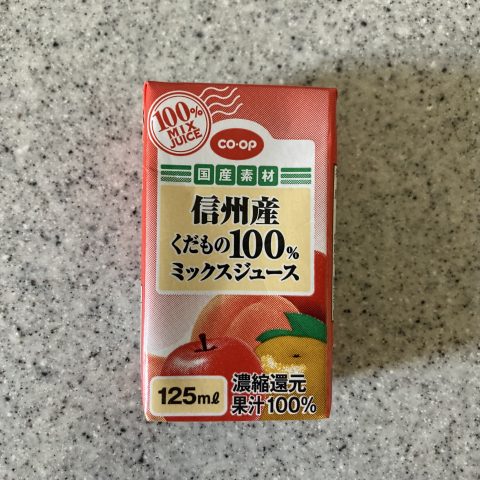 100%
MIX
JUICE
CO·OP
国産素材
信州産
くだもの100%
ミックスジュース
125ml
濃縮還元
果汁100%